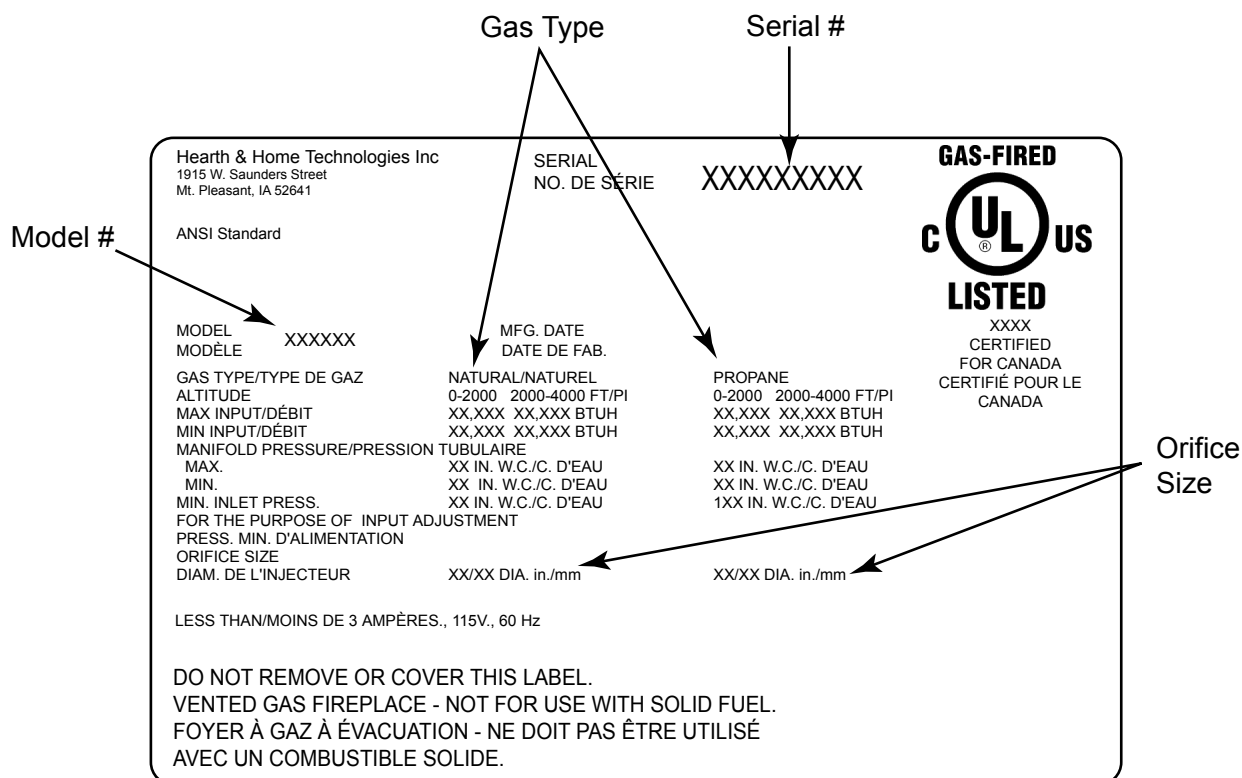 Gas Type
Serial #
Model #
Orifice
Size
Hearth & Home Technologies Inc
1915 W. Saunders Street
Mt. Pleasant, IA 52641
ANSI Standard
SERIAL
NO. DE SÉRIE XXXXXXXXX
GAS-FIRED
C UL ® US
LISTED
XXXX
CERTIFIED
FOR CANADA
CERTIFIÉ POUR LE
CANADA
MODEL
MODÈLE XXXXXX
MFG. DATE
DATE DE FAB.
GAS TYPE/TYPE DE GAZ NATURAL/NATUREL PROPANE
ALTITUDE 0-2000 2000-4000 FT/PI 0-2000 2000-4000 FT/PI
MAX INPUT/DÉBIT XX,XXX XX,XXX BTUH XX,XXX XX,XXX BTUH
MIN INPUT/DÉBIT XX,XXX XX,XXX BTUH XX,XXX XX,XXX BTUH
MANIFOLD PRESSURE/PRESSION TUBULAIRE
MAX. XX IN. W.C./C. D'EAU XX IN. W.C./C. D'EAU
MIN. XX IN. W.C./C. D'EAU XX IN. W.C./C. D'EAU
MIN. INLET PRESS. XX IN. W.C./C. D'EAU 1XX IN. W.C./C. D'EAU
FOR THE PURPOSE OF INPUT ADJUSTMENT
PRESS. MIN. D'ALIMENTATION
ORIFICE SIZE
DIAM. DE L'INJECTEUR XX/XX DIA. in./mm XX/XX DIA. in./mm
LESS THAN/MOINS DE 3 AMPÈRES., 115V., 60 Hz
DO NOT REMOVE OR COVER THIS LABEL.
VENTED GAS FIREPLACE - NOT FOR USE WITH SOLID FUEL.
FOYER À GAZ À ÉVACUATION - NE DOIT PAS ÊTRE UTILISÉ
AVEC UN COMBUSTIBLE SOLIDE.